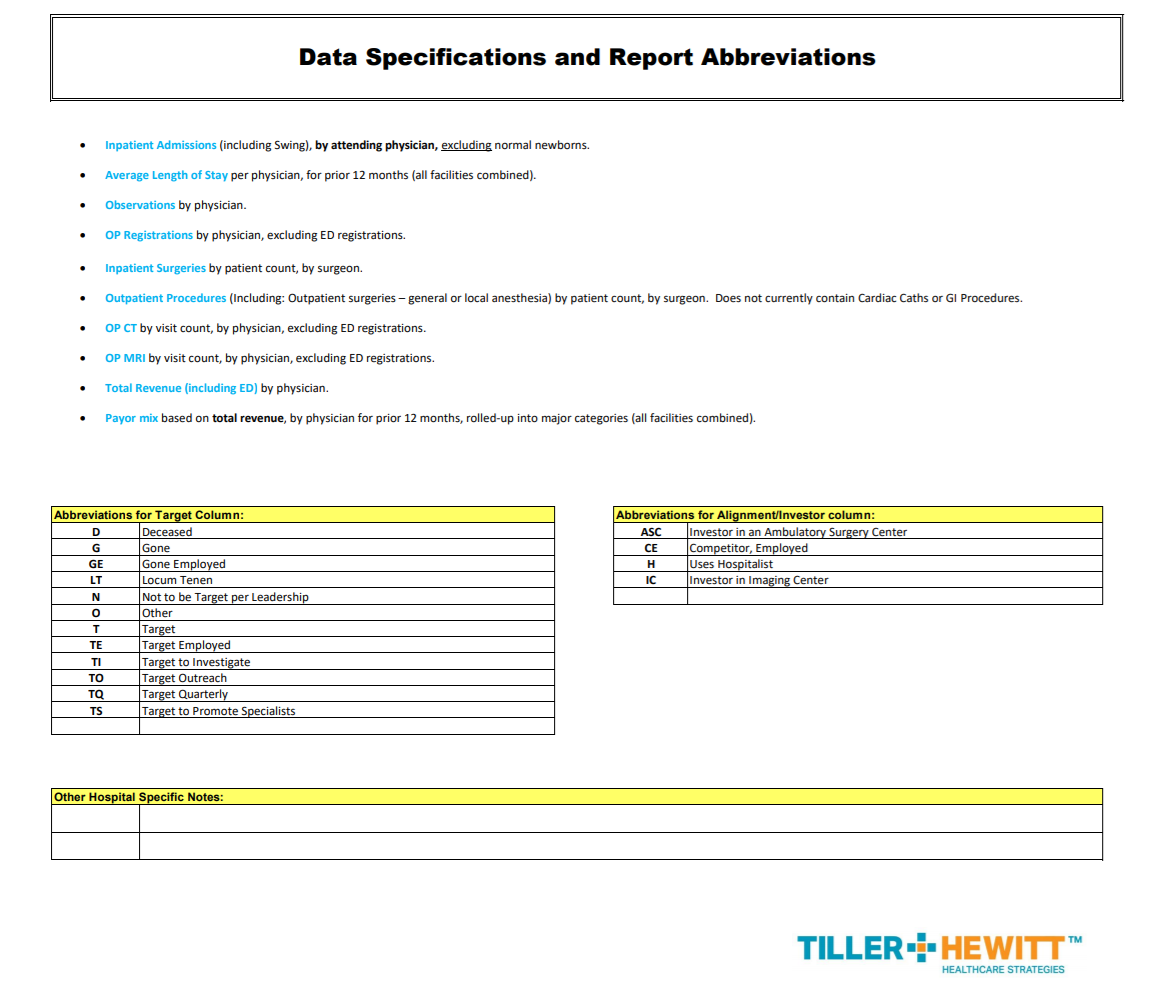 Data Specifications and Report Abbreviations
• Inpatient Admissions (including Swing), by attending physician, excluding normal newborns.
• Average Length of Stay per physician, for prior 12 months (all facilities combined).
• Observations by physician.
• OP Registrations by physician, excluding ED registrations.
• Inpatient Surgeries by patient count, by surgeon.
• Outpatient Procedures (Including: Outpatient surgeries – general or local anesthesia) by patient count, by surgeon.  Does not currently contain Cardiac Caths or GI Procedures.
• OP CT by visit count, by physician, excluding ED registrations.
• OP MRI by visit count, by physician, excluding ED registrations.
• Total Revenue (including ED) by physician.
• Payor mix based on total revenue, by physician for prior 12 months, rolled-up into major categories (all facilities combined).
Abbreviations for Target Column:
D Deceased
G Gone
GE Gone Employed
LT Locum Tenen
N Not to be Target per Leadership
O Other
T Target
TE Target Employed
TI Target to Investigate
TO Target Outreach
TQ Target Quarterly
TS Target to Promote Specialists
Abbreviations for Alignment/Investor column:
ASC Investor in an Ambulatory Surgery Center
CE Competitor, Employed
H Uses Hospitalist
IC Investor in Imaging Center
Other Hospital Specific Notes:
TILLER HEWITT™
HEALTHCARE STRATEGIES